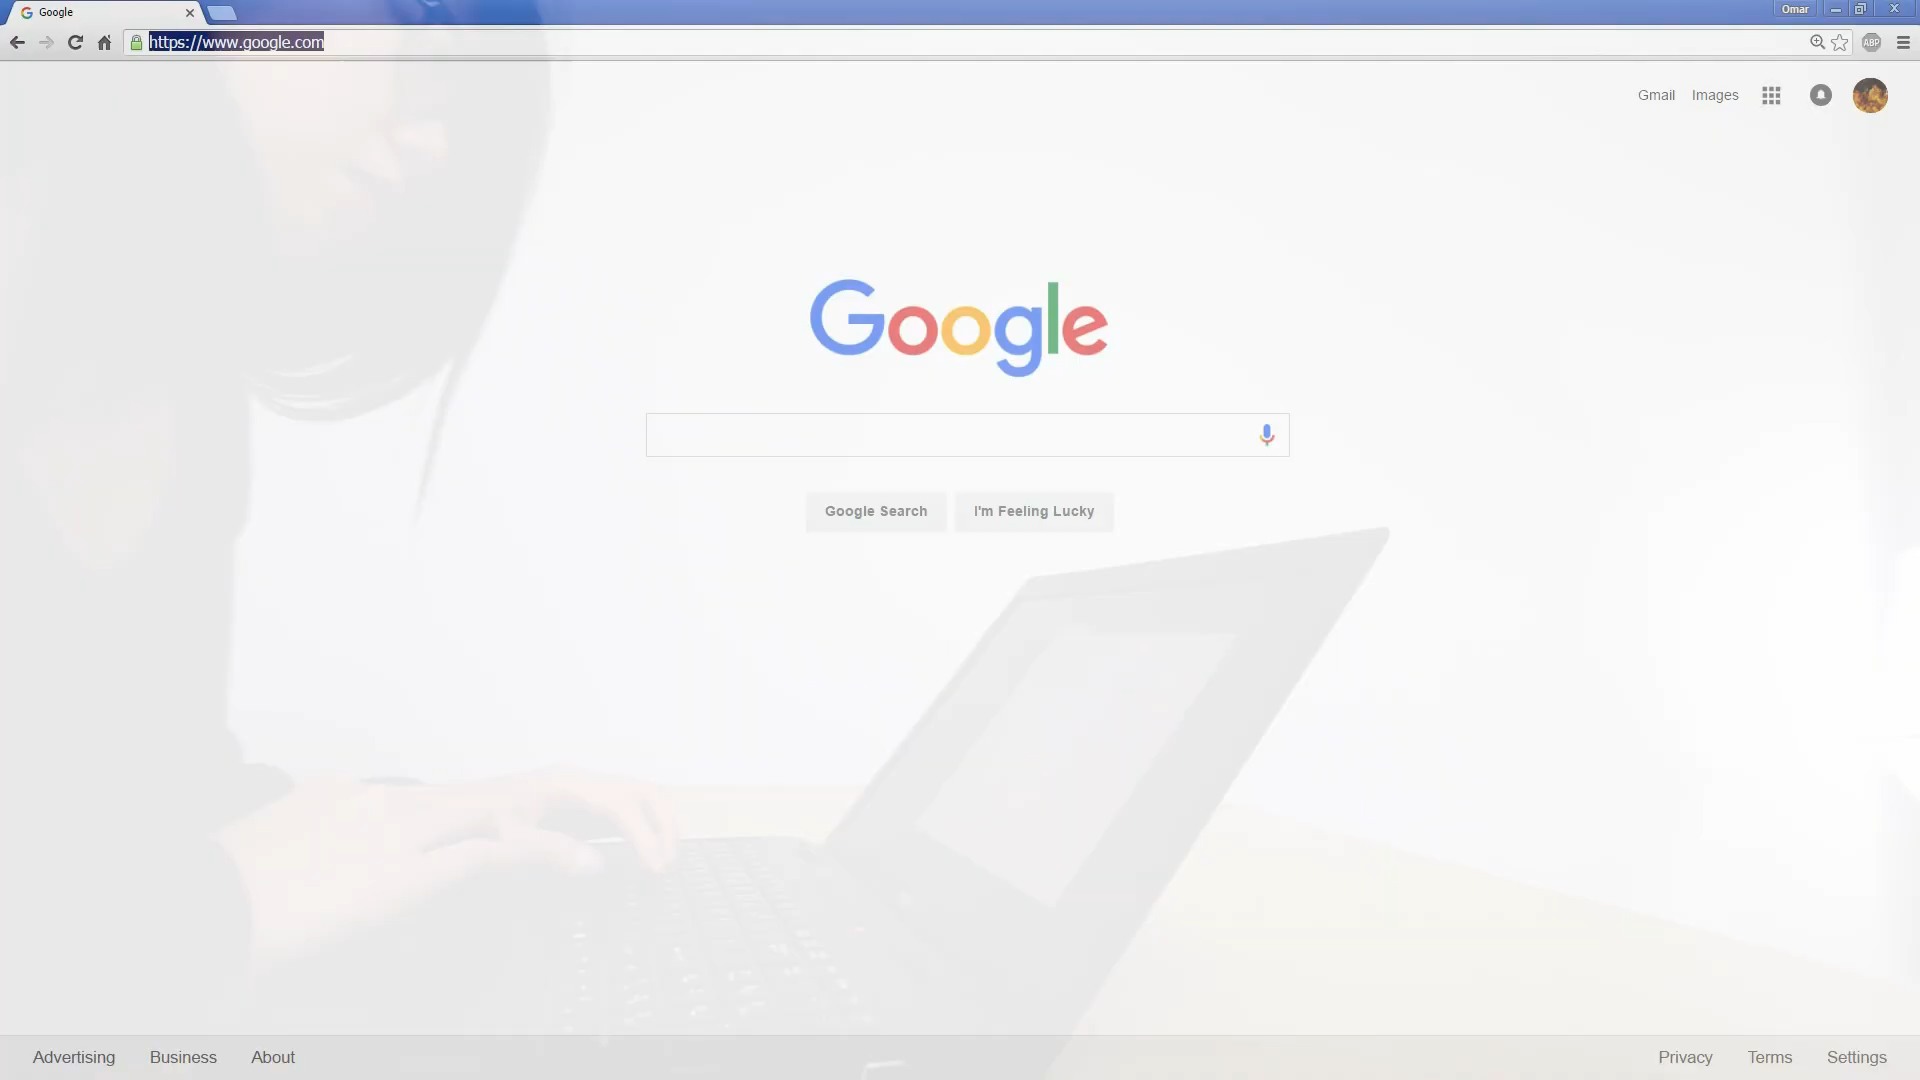 Google
Omar
https://www.google.com
ABP
Gmail Images
Google
Google Search I'm Feeling Lucky
Advertising Business About Privacy Terms Settings